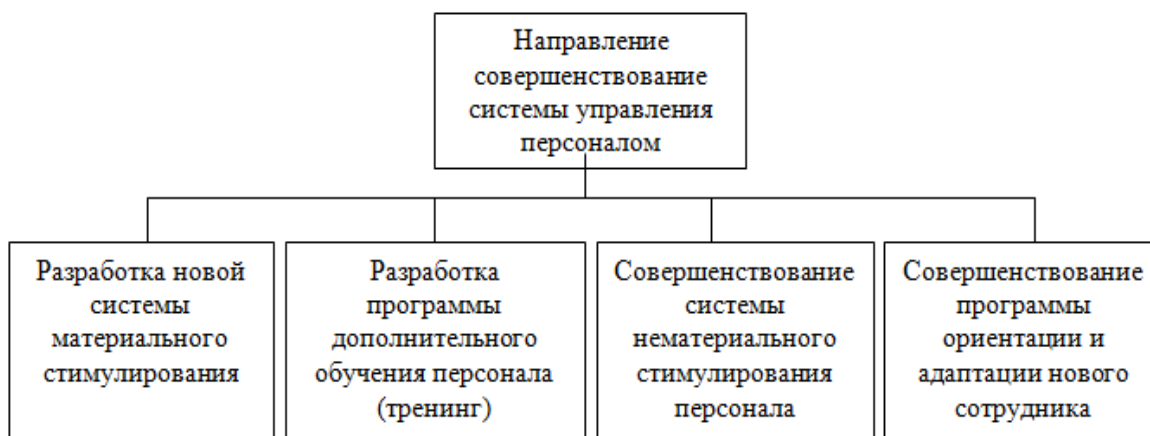 Направление
совершенствование
системы управления
персоналом
Разработка новой
системы
материального
стимулирования
Разработка
программы
дополнительного
обучения персонала
(тренинг)
Совершенствование
системы
нематериального
стимулирования
персонала
Совершенствование
программы
ориентации и
адаптации нового
сотрудника